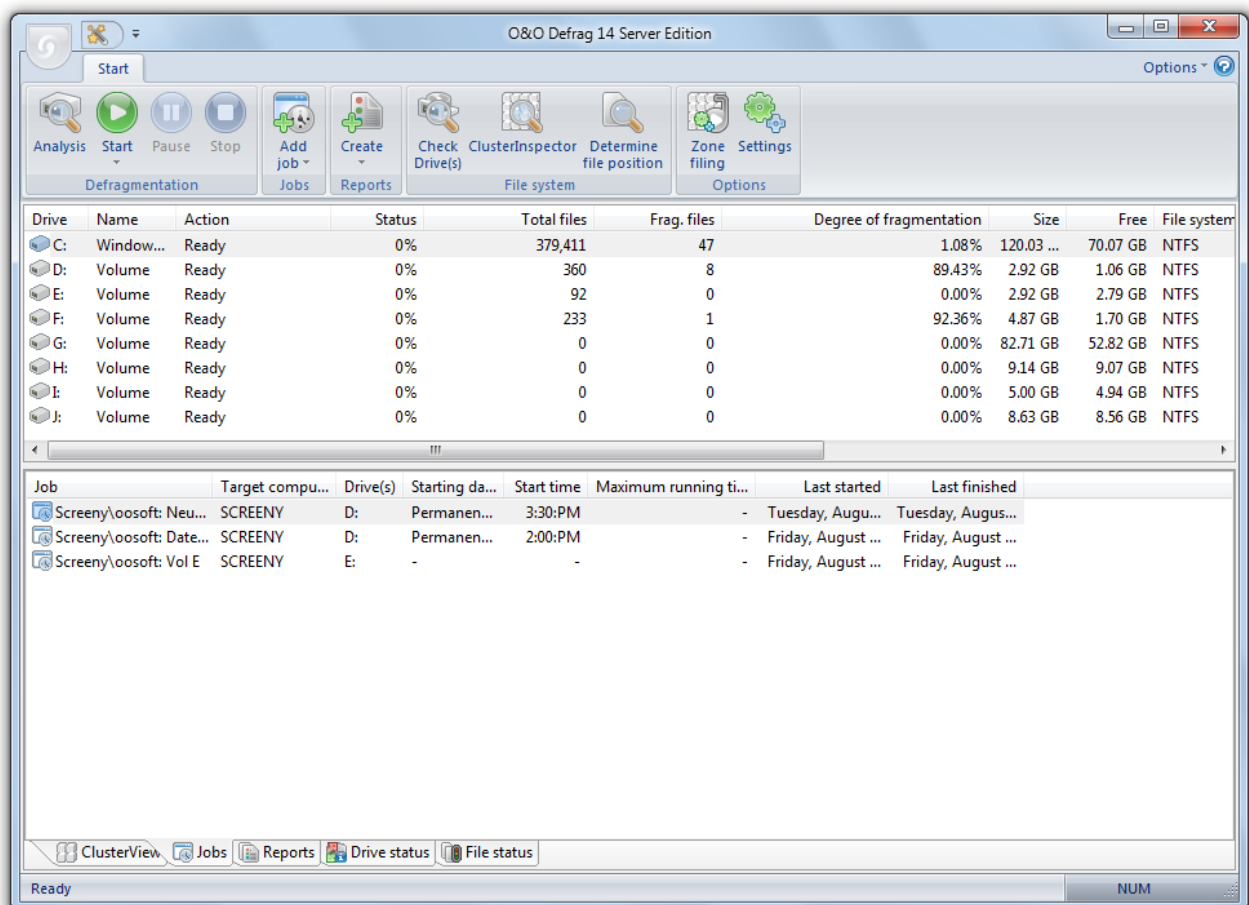 O&O Defrag 14 Server Edition
Start
Options
Analysis Start Pause Stop Add job Create Check Drive(s) ClusterInspector Determine file position Zone filing Settings
Defragmentation Jobs Reports File system Options
Drive Name Action Status Total files Frag. files Degree of fragmentation Size Free File system
C: Window... Ready 0% 379,411 47 1.08% 120.03 ... 70.07 GB NTFS
D: Volume Ready 0% 360 8 89.43% 2.92 GB 1.06 GB NTFS
E: Volume Ready 0% 92 0 0.00% 2.92 GB 2.79 GB NTFS
F: Volume Ready 0% 233 1 92.36% 4.87 GB 1.70 GB NTFS
G: Volume Ready 0% 0 0 0.00% 82.71 GB 52.82 GB NTFS
H: Volume Ready 0% 0 0 0.00% 9.14 GB 9.07 GB NTFS
I: Volume Ready 0% 0 0 0.00% 5.00 GB 4.94 GB NTFS
J: Volume Ready 0% 0 0 0.00% 8.63 GB 8.56 GB NTFS
Job Target compu... Drive(s) Starting da... Start time Maximum running ti... Last started Last finished
Screeny\oosoft: Neu... SCREENY D: Permanen... 3:30:PM - Tuesday, Augu... Tuesday, Augus...
Screeny\oosoft: Date... SCREENY D: Permanen... 2:00:PM - Friday, August ... Friday, August ...
Screeny\oosoft: Vol E SCREENY E: - - - Friday, August ... Friday, August ...
ClusterView Jobs Reports Drive status File status
Ready NUM